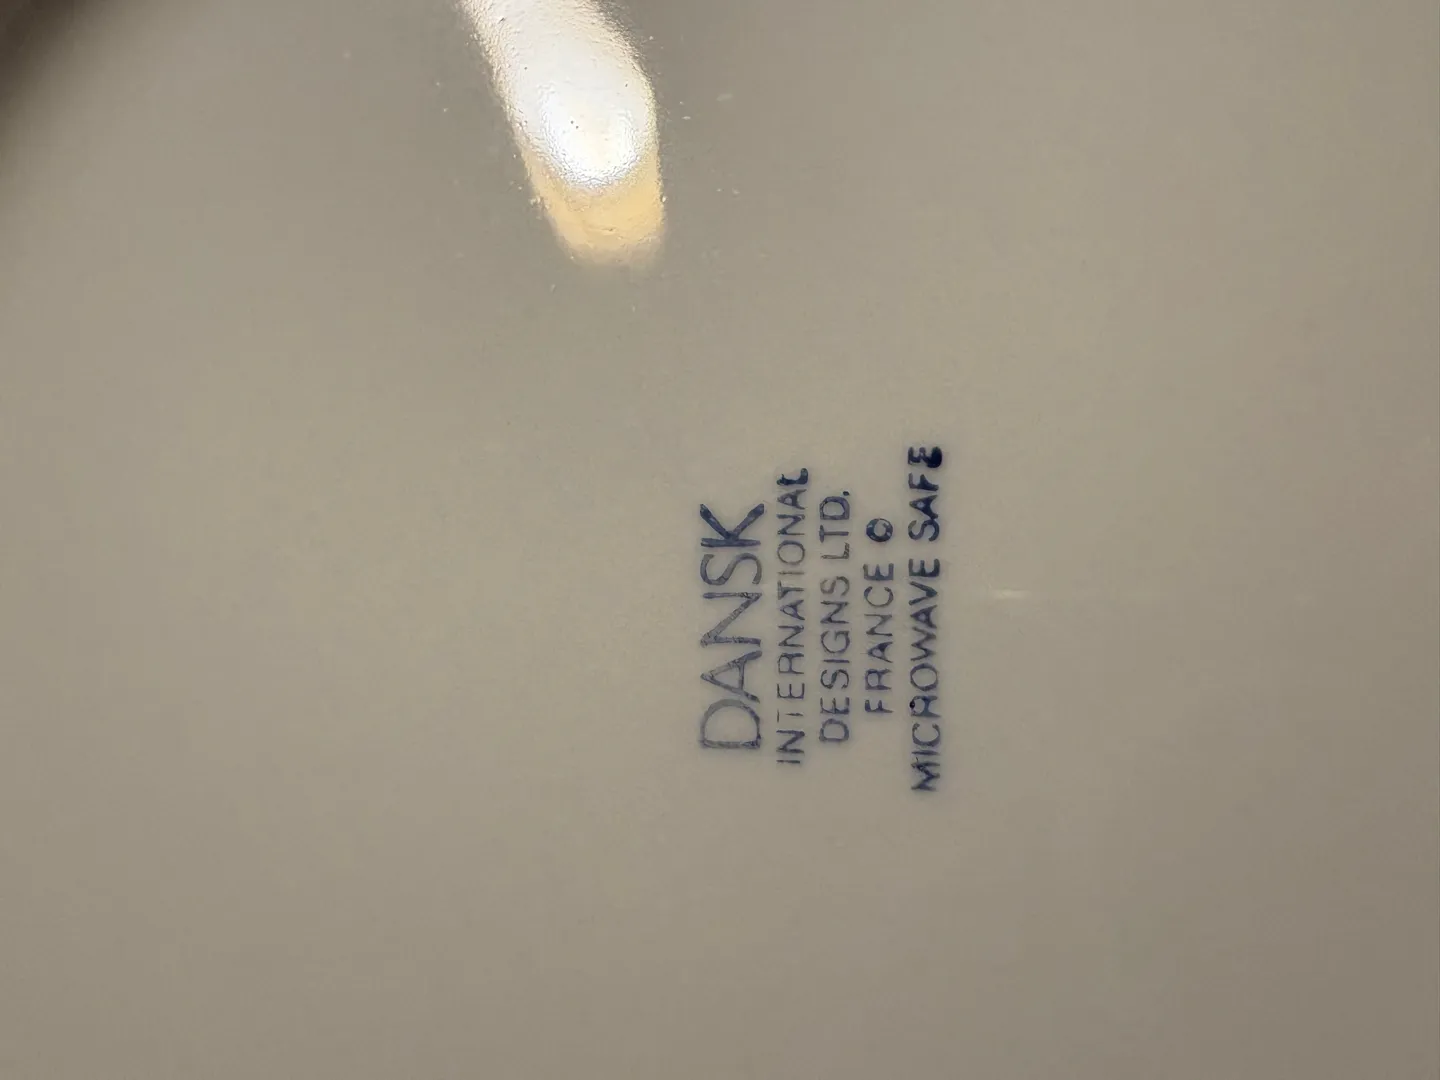 DANSK
INTERNATIONAL
DESIGNS LTD.
FRANCE ©
MICROWAVE SAFE